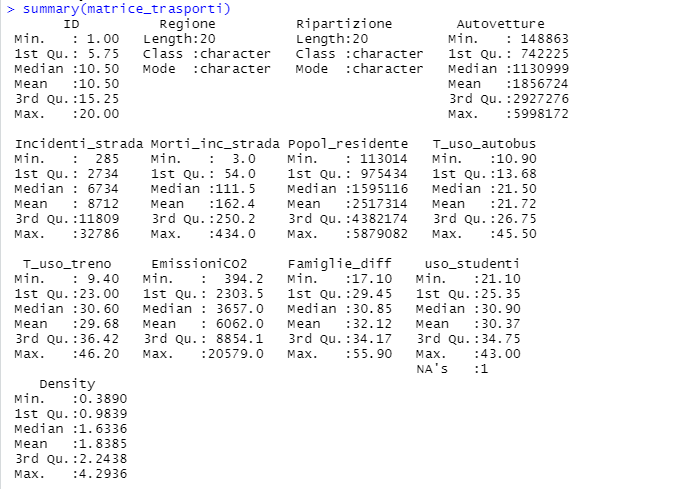 > summary(matrice_trasporti)
ID Regione Ripartizione Autovetture
Min. : 1.00 Length:20 Length:20 Min. : 148863
1st Qu.: 5.75 Class :character Class :character 1st Qu.: 742225
Median :10.50 Mode :character Mode :character Median :1130999
Mean :10.50 Mean :1856724
3rd Qu.:15.25 3rd Qu.:2927276
Max. :20.00 Max. :5998172
Incidenti_strada Morti_inc_strada Popol_residente T_uso_autobus
Min. : 285 Min. : 3.0 Min. : 113014 Min. :10.90
1st Qu.: 2734 1st Qu.: 54.0 1st Qu.: 975434 1st Qu.:13.68
Median : 6734 Median :111.5 Median :1595116 Median :21.50
Mean : 8712 Mean :162.4 Mean :2517314 Mean :21.72
3rd Qu.:11809 3rd Qu.:250.2 3rd Qu.:4382174 3rd Qu.:26.75
Max. :32786 Max. :434.0 Max. :5879082 Max. :45.50
T_uso_treno EmissioniCO2 Famiglie_diff uso_studenti
Min. : 9.40 Min. : 394.2 Min. :17.10 Min. :21.10
1st Qu.:23.00 1st Qu.: 2303.5 1st Qu.:29.45 1st Qu.:25.35
Median :30.60 Median : 3657.0 Median :30.85 Median :30.90
Mean :29.68 Mean : 6062.0 Mean :32.12 Mean :30.37
3rd Qu.:36.42 3rd Qu.: 8854.1 3rd Qu.:34.17 3rd Qu.:34.75
Max. :46.20 Max. :20579.0 Max. :55.90 Max. :43.00
NA's :1
Density
Min. :0.3890
1st Qu.:0.9839
Median :1.6336
Mean :1.8385
3rd Qu.:2.2438
Max. :4.2936